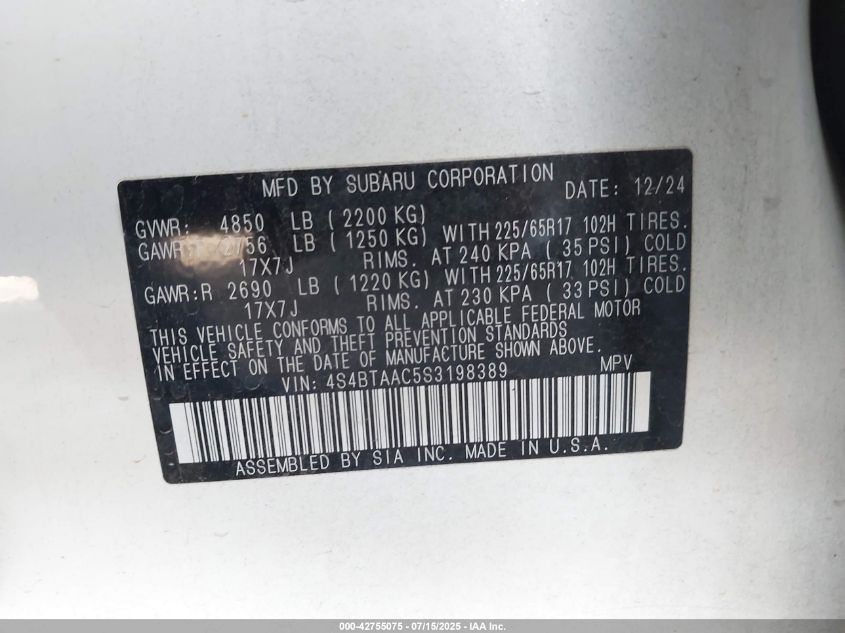 MFD BY SUBARU CORPORATION DATE: 12/24
GVWR: 4850 LB ( 2200 KG)
GAWR:F 2756 LB ( 1250 KG) WITH 225/65R17 102H TIRES.
17X7J RIMS. AT 240 KPA ( 35 PSI) COLD
GAWR:R 2690 LB ( 1220 KG) WITH 225/65R17 102H TIRES.
17X7J RIMS. AT 230 KPA ( 33 PSI) COLD
THIS VEHICLE CONFORMS TO ALL APPLICABLE FEDERAL MOTOR
VEHICLE SAFETY AND THEFT PREVENTION STANDARDS
IN EFFECT ON THE DATE OF MANUFACTURE SHOWN ABOVE.
VIN: 4S4BTAAC5S3198389 MPV
ASSEMBLED BY SIA INC. MADE IN U.S.A.
000-42755075 - 07/15/2025 - IAA Inc.